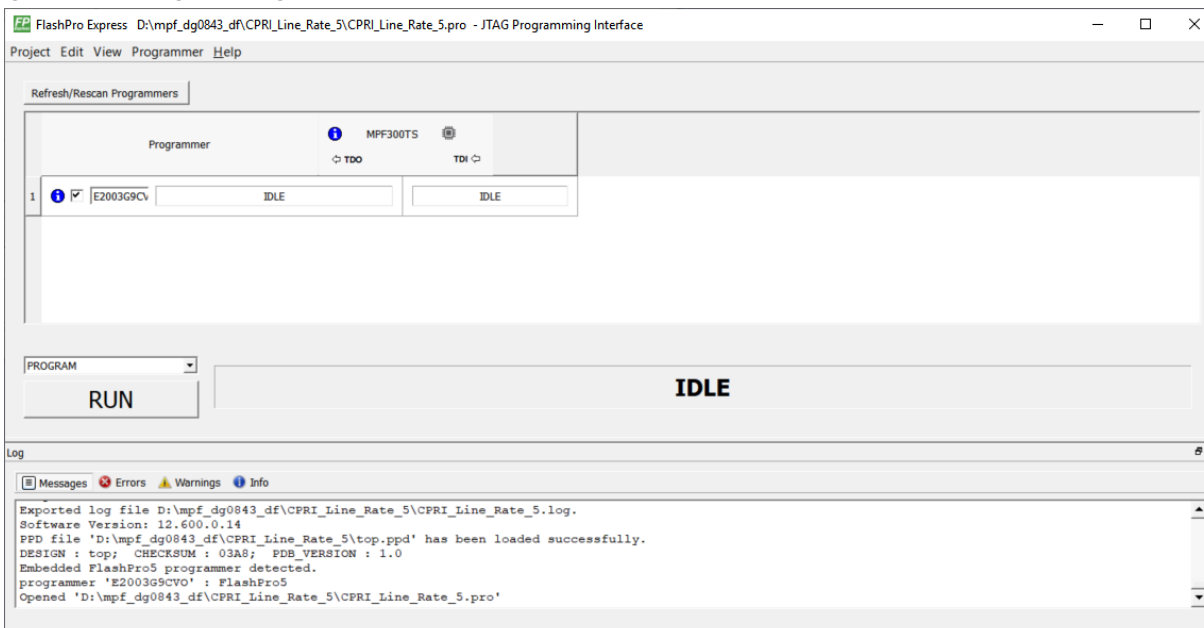 FP FlashPro Express D:\mpf_dg0843_df\CPRI_Line_Rate_5\CPRI_Line_Rate_5.pro - JTAG Programming Interface
Project Edit View Programmer Help
Refresh/Rescan Programmers
Programmer
MPF300TS
TDO TDI
1 E2003G9CV IDLE IDLE
PROGRAM
RUN
IDLE
Log
Messages Errors Warnings Info
Exported log file D:\mpf_dg0843_df\CPRI_Line_Rate_5\CPRI_Line_Rate_5.log.
Software Version: 12.600.0.14
PPD file 'D:\mpf_dg0843_df\CPRI_Line_Rate_5\top.ppd' has been loaded successfully.
DESIGN : top; CHECKSUM : 03A8; PDB_VERSION : 1.0
Embedded FlashPro5 programmer detected.
programmer 'E2003G9CVO' : FlashPro5
Opened 'D:\mpf_dg0843_df\CPRI_Line_Rate_5\CPRI_Line_Rate_5.pro'